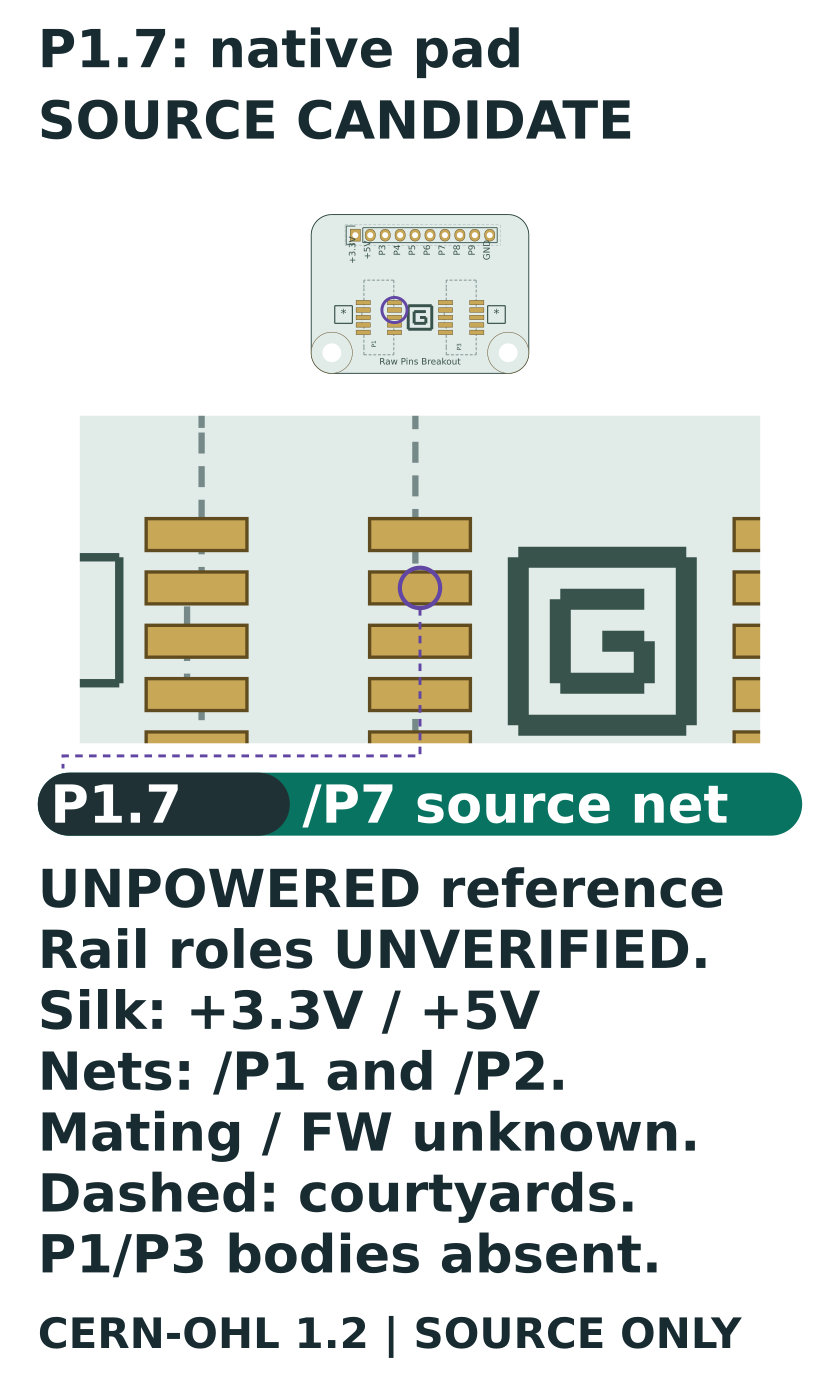 P1.7: native pad
SOURCE CANDIDATE
+3.3V +5V P3 P4 P5 P6 P7 P8 P9 GND
* G *
P1 P3
Raw Pins Breakout
G
P1.7 /P7 source net
UNPOWERED reference
Rail roles UNVERIFIED.
Silk: +3.3V / +5V
Nets: /P1 and /P2.
Mating / FW unknown.
Dashed: courtyards.
P1/P3 bodies absent.
CERN-OHL 1.2 | SOURCE ONLY